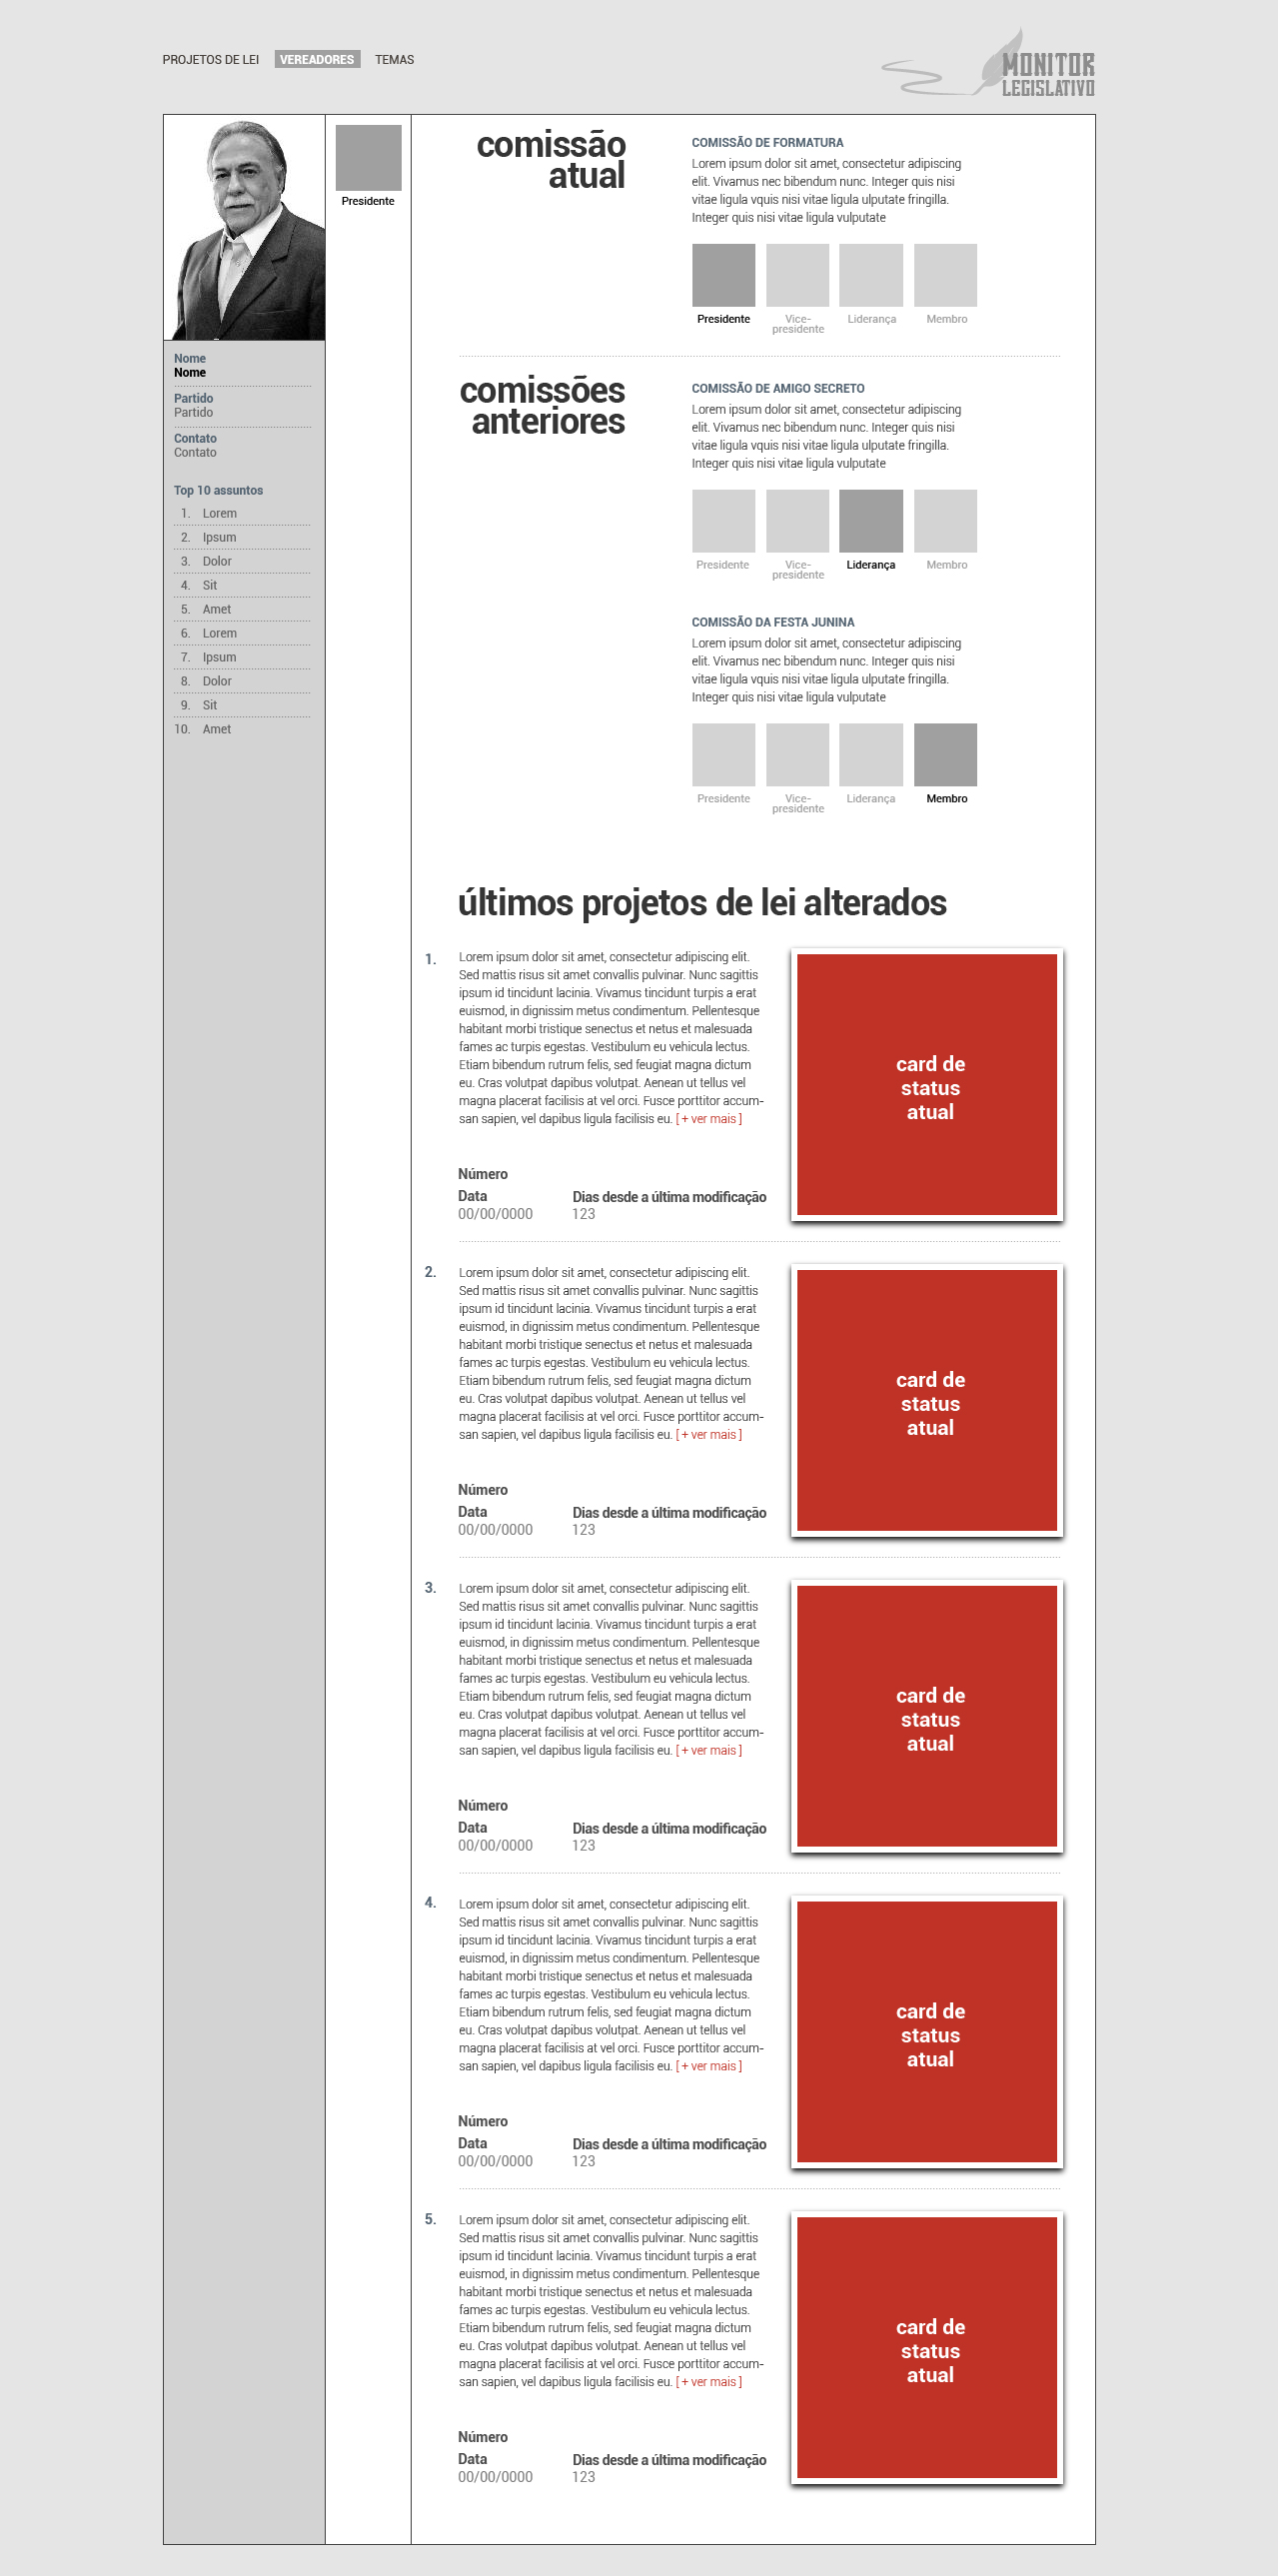 PROJETOS DE LEI VEREADORES TEMAS
MONITOR
LEGISLATIVO
Nome
Nome
Partido
Partido
Contato
Contato
Top 10 assuntos
1. Lorem
2. Ipsum
3. Dolor
4. Sit
5. Amet
6. Lorem
7. Ipsum
8. Dolor
9. Sit
10. Amet
Presidente
comissão
atual
COMISSÃO DE FORMATURA
Lorem ipsum dolor sit amet, consectetur adipiscing
elit. Vivamus nec bibendum nunc. Integer quis nisi
vitae ligula vquis nisi vitae ligula ulputate fringilla.
Integer quis nisi vitae ligula vulputate
Presidente Vice- Liderança Membro
presidente
comissões
anteriores
COMISSÃO DE AMIGO SECRETO
Lorem ipsum dolor sit amet, consectetur adipiscing
elit. Vivamus nec bibendum nunc. Integer quis nisi
vitae ligula vquis nisi vitae ligula ulputate fringilla.
Integer quis nisi vitae ligula vulputate
Presidente Vice- Liderança Membro
presidente
COMISSÃO DA FESTA JUNINA
Lorem ipsum dolor sit amet, consectetur adipiscing
elit. Vivamus nec bibendum nunc. Integer quis nisi
vitae ligula vquis nisi vitae ligula ulputate fringilla.
Integer quis nisi vitae ligula vulputate
Presidente Vice- Liderança Membro
presidente
últimos projetos de lei alterados
1. Lorem ipsum dolor sit amet, consectetur adipiscing elit.
Sed mattis risus sit amet convallis pulvinar. Nunc sagittis
ipsum id tincidunt lacinia. Vivamus tincidunt turpis a erat
euismod, in dignissim metus condimentum. Pellentesque
habitant morbi tristique senectus et netus et malesuada
fames ac turpis egestas. Vestibulum eu vehicula lectus.
Etiam bibendum rutrum felis, sed feugiat magna dictum
eu. Cras volutpat dapibus volutpat. Aenean ut tellus vel
magna placerat facilisis at vel orci. Fusce porttitor accum-
san sapien, vel dapibus ligula facilisis eu. [ + ver mais ]
Número
Data Dias desde a última modificação
00/00/0000 123
card de
status
atual
2. Lorem ipsum dolor sit amet, consectetur adipiscing elit.
Sed mattis risus sit amet convallis pulvinar. Nunc sagittis
ipsum id tincidunt lacinia. Vivamus tincidunt turpis a erat
euismod, in dignissim metus condimentum. Pellentesque
habitant morbi tristique senectus et netus et malesuada
fames ac turpis egestas. Vestibulum eu vehicula lectus.
Etiam bibendum rutrum felis, sed feugiat magna dictum
eu. Cras volutpat dapibus volutpat. Aenean ut tellus vel
magna placerat facilisis at vel orci. Fusce porttitor accum-
san sapien, vel dapibus ligula facilisis eu. [ + ver mais ]
Número
Data Dias desde a última modificação
00/00/0000 123
card de
status
atual
3. Lorem ipsum dolor sit amet, consectetur adipiscing elit.
Sed mattis risus sit amet convallis pulvinar. Nunc sagittis
ipsum id tincidunt lacinia. Vivamus tincidunt turpis a erat
euismod, in dignissim metus condimentum. Pellentesque
habitant morbi tristique senectus et netus et malesuada
fames ac turpis egestas. Vestibulum eu vehicula lectus.
Etiam bibendum rutrum felis, sed feugiat magna dictum
eu. Cras volutpat dapibus volutpat. Aenean ut tellus vel
magna placerat facilisis at vel orci. Fusce porttitor accum-
san sapien, vel dapibus ligula facilisis eu. [ + ver mais ]
Número
Data Dias desde a última modificação
00/00/0000 123
card de
status
atual
4. Lorem ipsum dolor sit amet, consectetur adipiscing elit.
Sed mattis risus sit amet convallis pulvinar. Nunc sagittis
ipsum id tincidunt lacinia. Vivamus tincidunt turpis a erat
euismod, in dignissim metus condimentum. Pellentesque
habitant morbi tristique senectus et netus et malesuada
fames ac turpis egestas. Vestibulum eu vehicula lectus.
Etiam bibendum rutrum felis, sed feugiat magna dictum
eu. Cras volutpat dapibus volutpat. Aenean ut tellus vel
magna placerat facilisis at vel orci. Fusce porttitor accum-
san sapien, vel dapibus ligula facilisis eu. [ + ver mais ]
Número
Data Dias desde a última modificação
00/00/0000 123
card de
status
atual
5. Lorem ipsum dolor sit amet, consectetur adipiscing elit.
Sed mattis risus sit amet convallis pulvinar. Nunc sagittis
ipsum id tincidunt lacinia. Vivamus tincidunt turpis a erat
euismod, in dignissim metus condimentum. Pellentesque
habitant morbi tristique senectus et netus et malesuada
fames ac turpis egestas. Vestibulum eu vehicula lectus.
Etiam bibendum rutrum felis, sed feugiat magna dictum
eu. Cras volutpat dapibus volutpat. Aenean ut tellus vel
magna placerat facilisis at vel orci. Fusce porttitor accum-
san sapien, vel dapibus ligula facilisis eu. [ + ver mais ]
Número
Data Dias desde a última modificação
00/00/0000 123
card de
status
atual